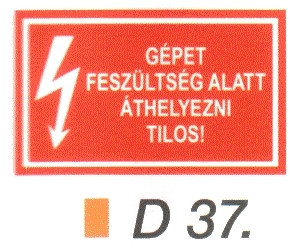 GÉPET
FESZÜLTSÉG ALATT
ÁTHELYEZNI
TILOS!
D 37.